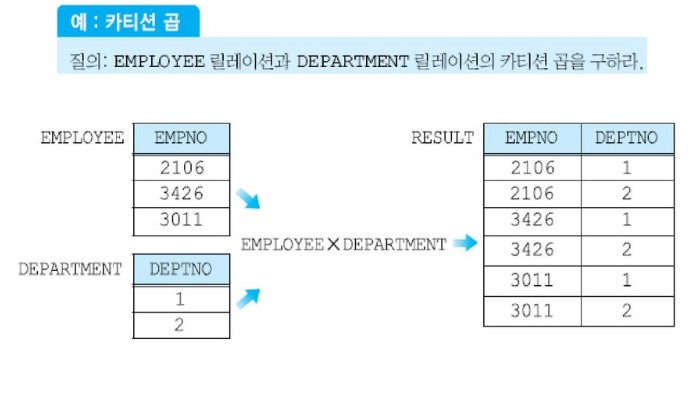 예 : 카티션 곱
질의: EMPLOYEE 릴레이션과 DEPARTMENT 릴레이션의 카티션 곱을 구하라.
EMPLOYEE
EMPNO
2106
3426
3011
DEPARTMENT
DEPTNO
1
2
EMPLOYEE X DEPARTMENT
RESULT
EMPNO DEPTNO
2106 1
2106 2
3426 1
3426 2
3011 1
3011 2